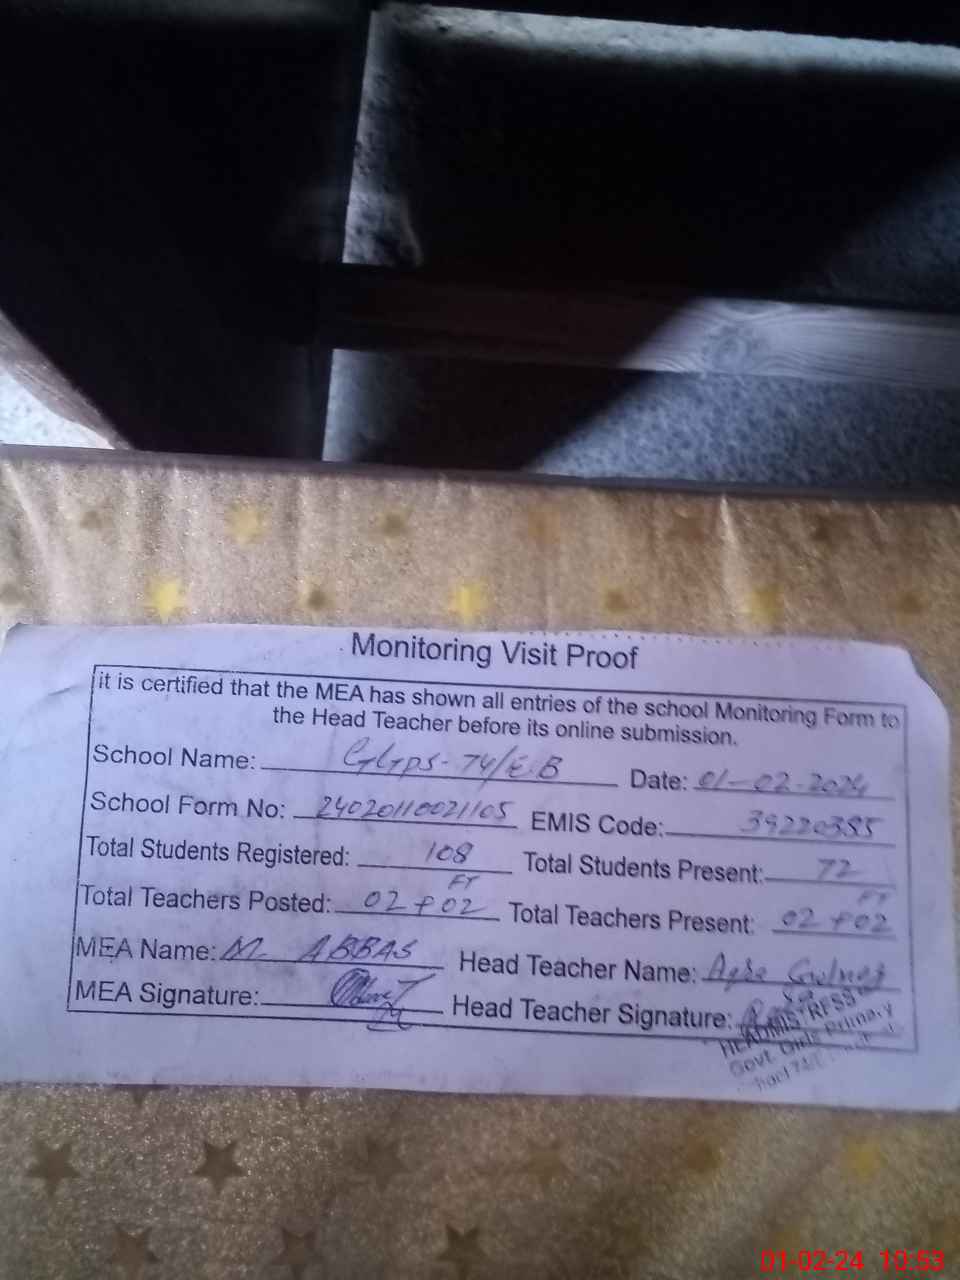 Monitoring Visit Proof
it is certified that the MEA has shown all entries of the school Monitoring Form to
the Head Teacher before its online submission.
School Name: GGPS-74/E.B Date: 01-02-2024
School Form No: 24020110021105 EMIS Code: 39220385
Total Students Registered: 108 Total Students Present: 72
Total Teachers Posted: 02+02 FT Total Teachers Present: 02+02 FT
MEA Name: M. ABBAS Head Teacher Name:
MEA Signature: Head Teacher Signature:
HEADMISTRESS
Govt. Girls Primary
01-02-24 10:53